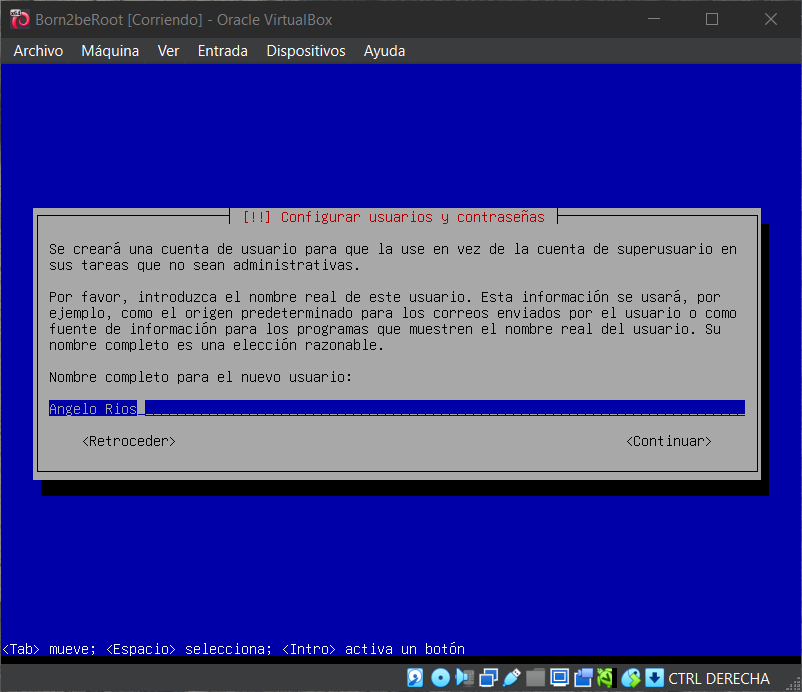 Born2beRoot [Corriendo] - Oracle VirtualBox
Archivo Máquina Ver Entrada Dispositivos Ayuda
[!!] Configurar usuarios y contraseñas
Se creará una cuenta de usuario para que la use en vez de la cuenta de superusuario en
sus tareas que no sean administrativas.
Por favor, introduzca el nombre real de este usuario. Esta información se usará, por
ejemplo, como el origen predeterminado para los correos enviados por el usuario o como
fuente de información para los programas que muestren el nombre real del usuario. Su
nombre completo es una elección razonable.
Nombre completo para el nuevo usuario:
Angelo Rios
<Retroceder> <Continuar>
<Tab> mueve; <Espacio> selecciona; <Intro> activa un botón
CTRL DERECHA